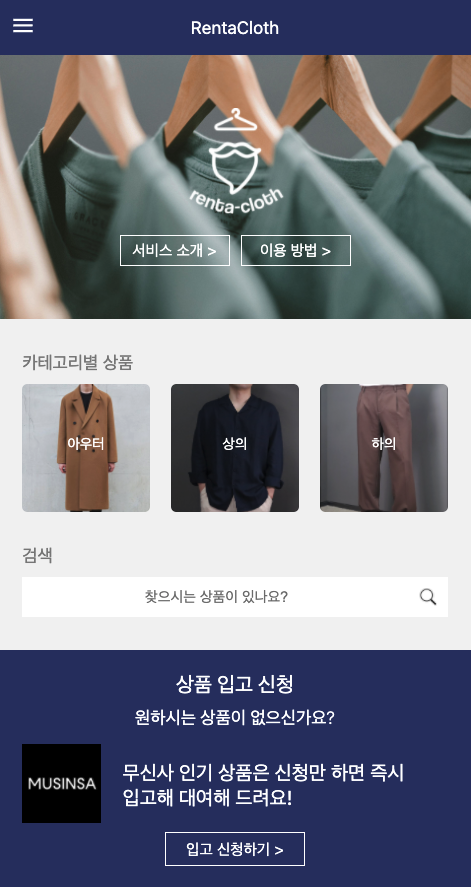 RentaCloth
renta-cloth
서비스 소개 >
이용 방법 >
카테고리별 상품
아우터
상의
하의
검색
찾으시는 상품이 있나요?
상품 입고 신청
원하시는 상품이 없으신가요?
MUSINSA
무신사 인기 상품은 신청만 하면 즉시
입고해 대여해 드려요!
입고 신청하기 >